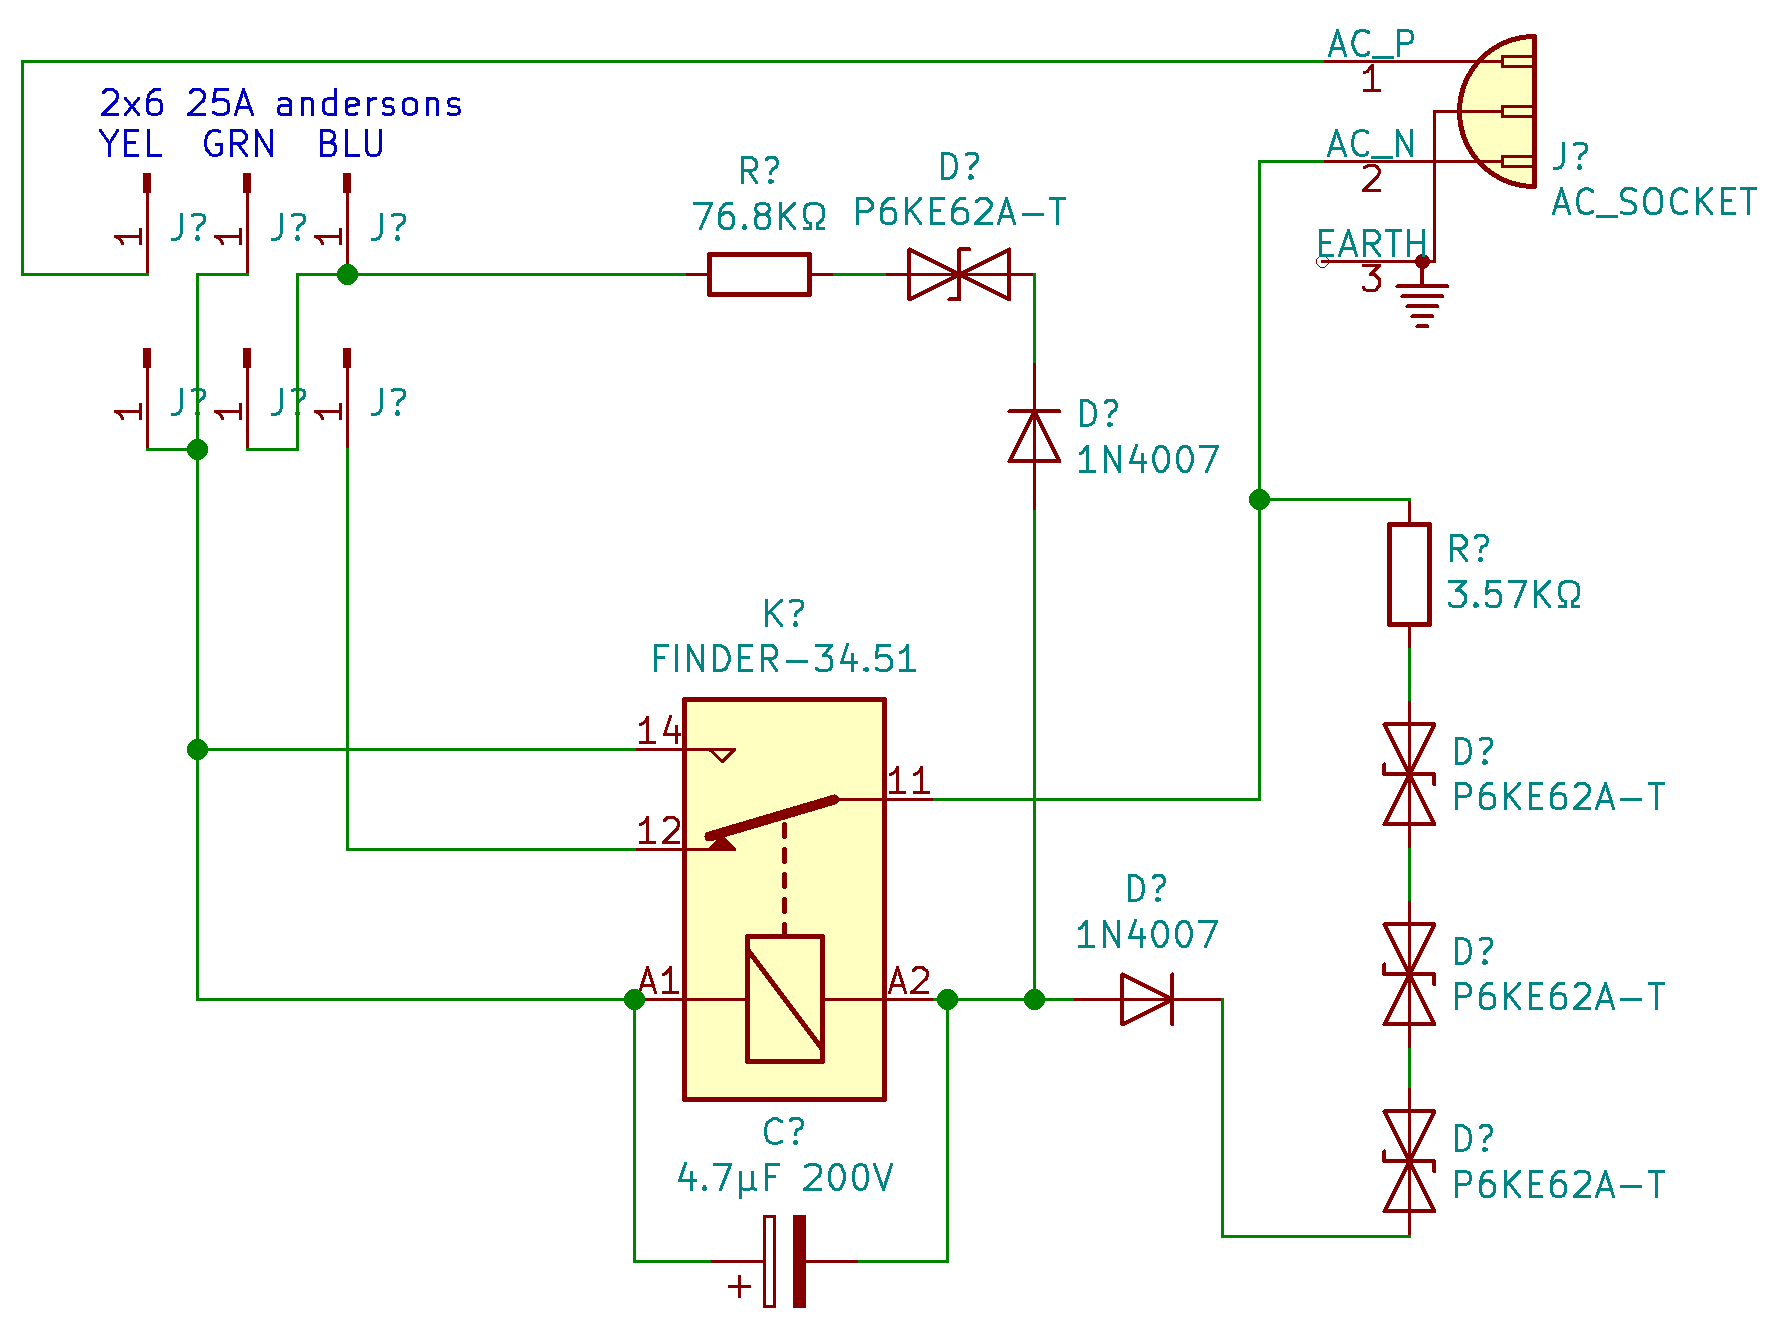 AC_P
1
2x6 25A andersons
YEL GRN BLU
AC_N
2
J?
AC_SOCKET
R?
76.8KΩ
D?
P6KE62A-T
1 J? 1 J? 1 J?
EARTH
3
1 J? 1 J? 1 J?
D?
1N4007
R?
3.57KΩ
K?
FINDER-34.51
14
11
12
D?
P6KE62A-T
D?
1N4007
A1
A2
D?
P6KE62A-T
C?
4.7µF 200V
+
D?
P6KE62A-T